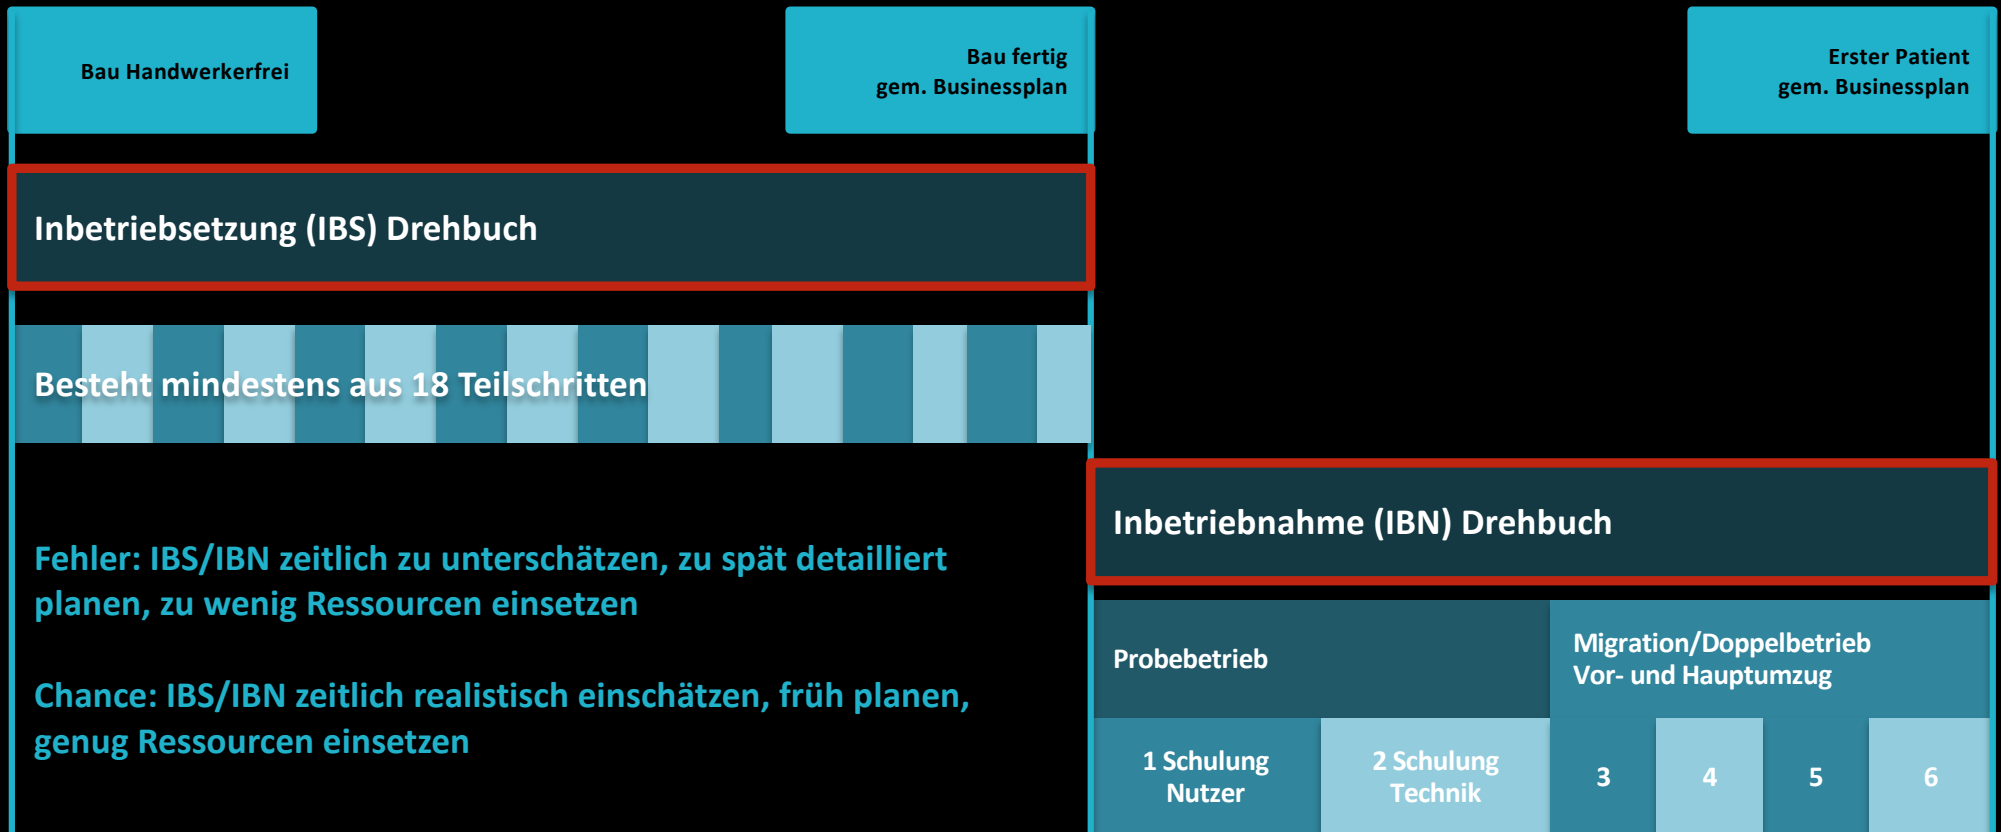 Bau Handwerkerfrei
Bau fertig
gem. Businessplan
Erster Patient
gem. Businessplan
Inbetriebsetzung (IBS) Drehbuch
Besteht mindestens aus 18 Teilschritten
Fehler: IBS/IBN zeitlich zu unterschätzen, zu spät detailliert
planen, zu wenig Ressourcen einsetzen
Chance: IBS/IBN zeitlich realistisch einschätzen, früh planen,
genug Ressourcen einsetzen
Inbetriebnahme (IBN) Drehbuch
Probebetrieb
Migration/Doppelbetrieb
Vor- und Hauptumzug
1 Schulung
Nutzer
2 Schulung
Technik
3
4
5
6